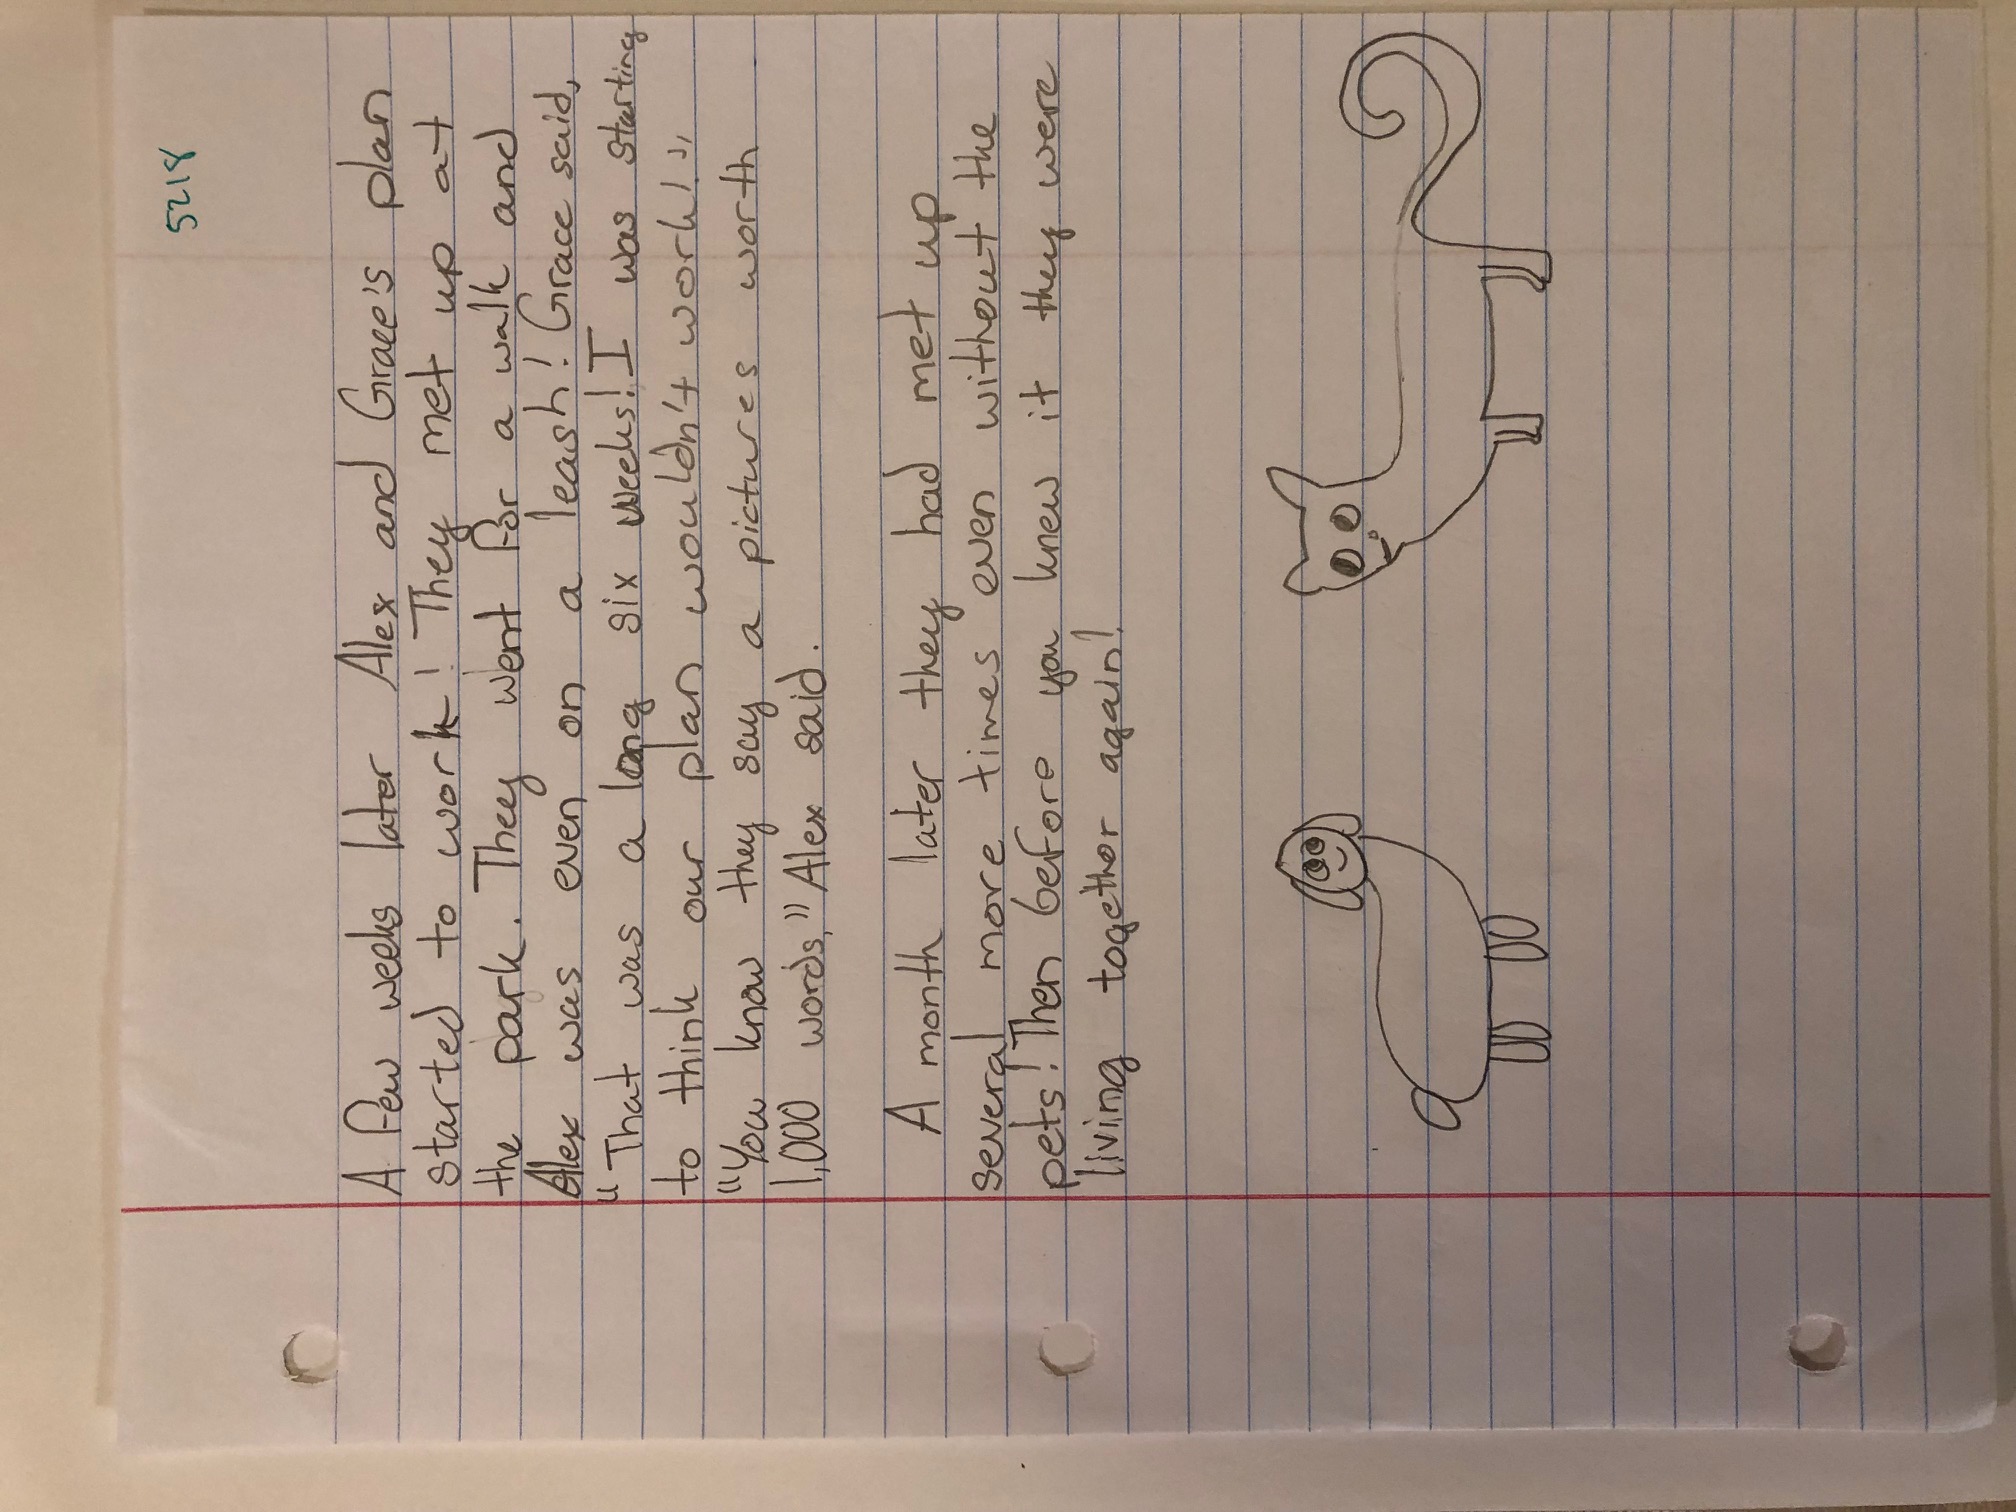 5218
A few weeks later Alex and Grace's plan
started to work! They met up at
the park. They went for a walk and
Alex was even on a leash! Grace said,
"That was a long six weeks! I was starting
to think our plan wouldn't work!"
"You know they say a pictures worth
1,000 words," Alex said.
A month later they had met up
several more times even without the
pets! Then before you knew it they were
living together again!